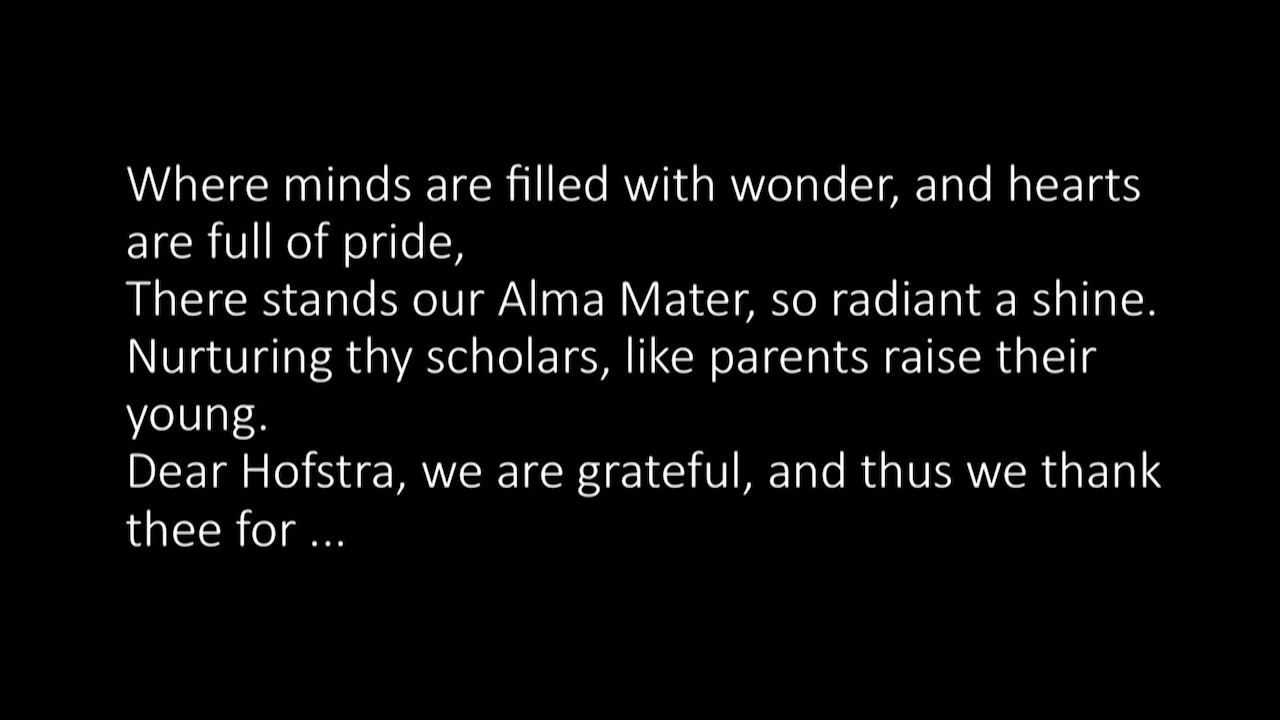 Where minds are filled with wonder, and hearts
are full of pride,
There stands our Alma Mater, so radiant a shine.
Nurturing thy scholars, like parents raise their
young.
Dear Hofstra, we are grateful, and thus we thank
thee for ...